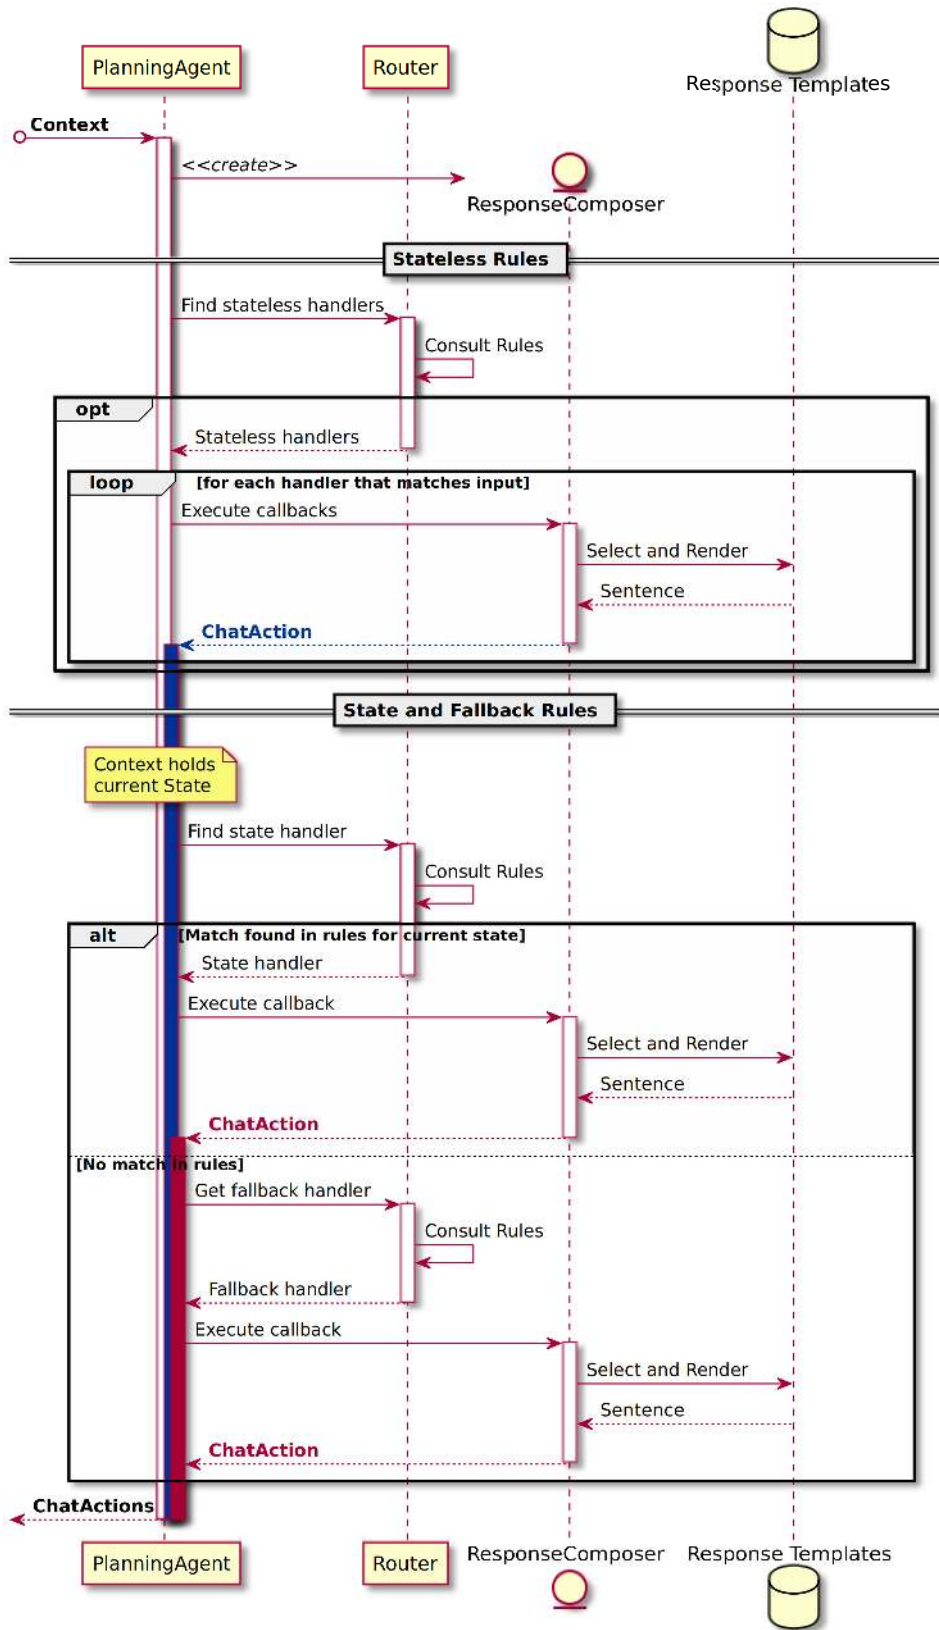 PlanningAgent
Router
Response Templates
Context
<<create>>
ResponseComposer
Stateless Rules
Find stateless handlers
Consult Rules
opt
Stateless handlers
loop
[for each handler that matches input]
Execute callbacks
Select and Render
Sentence
ChatAction
State and Fallback Rules
Context holds
current State
Find state handler
Consult Rules
alt
[Match found in rules for current state]
State handler
Execute callback
Select and Render
Sentence
ChatAction
[No match in rules]
Get fallback handler
Consult Rules
Fallback handler
Execute callback
Select and Render
Sentence
ChatAction
ChatActions
PlanningAgent
Router
ResponseComposer
Response Templates